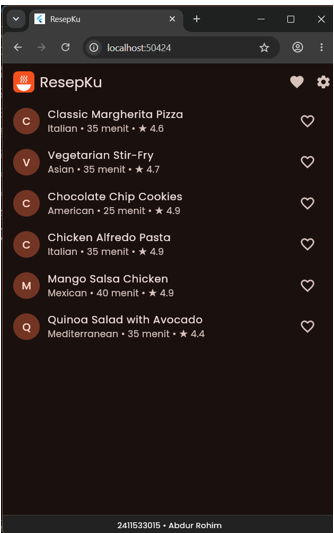 ResepKu
localhost:50424
ResepKu
C
Classic Margherita Pizza
Italian • 35 menit • ★ 4.6
V
Vegetarian Stir-Fry
Asian • 35 menit • ★ 4.7
C
Chocolate Chip Cookies
American • 25 menit • ★ 4.9
C
Chicken Alfredo Pasta
Italian • 35 menit • ★ 4.9
M
Mango Salsa Chicken
Mexican • 40 menit • ★ 4.9
Q
Quinoa Salad with Avocado
Mediterranean • 35 menit • ★ 4.4
2411533015 • Abdur Rohim